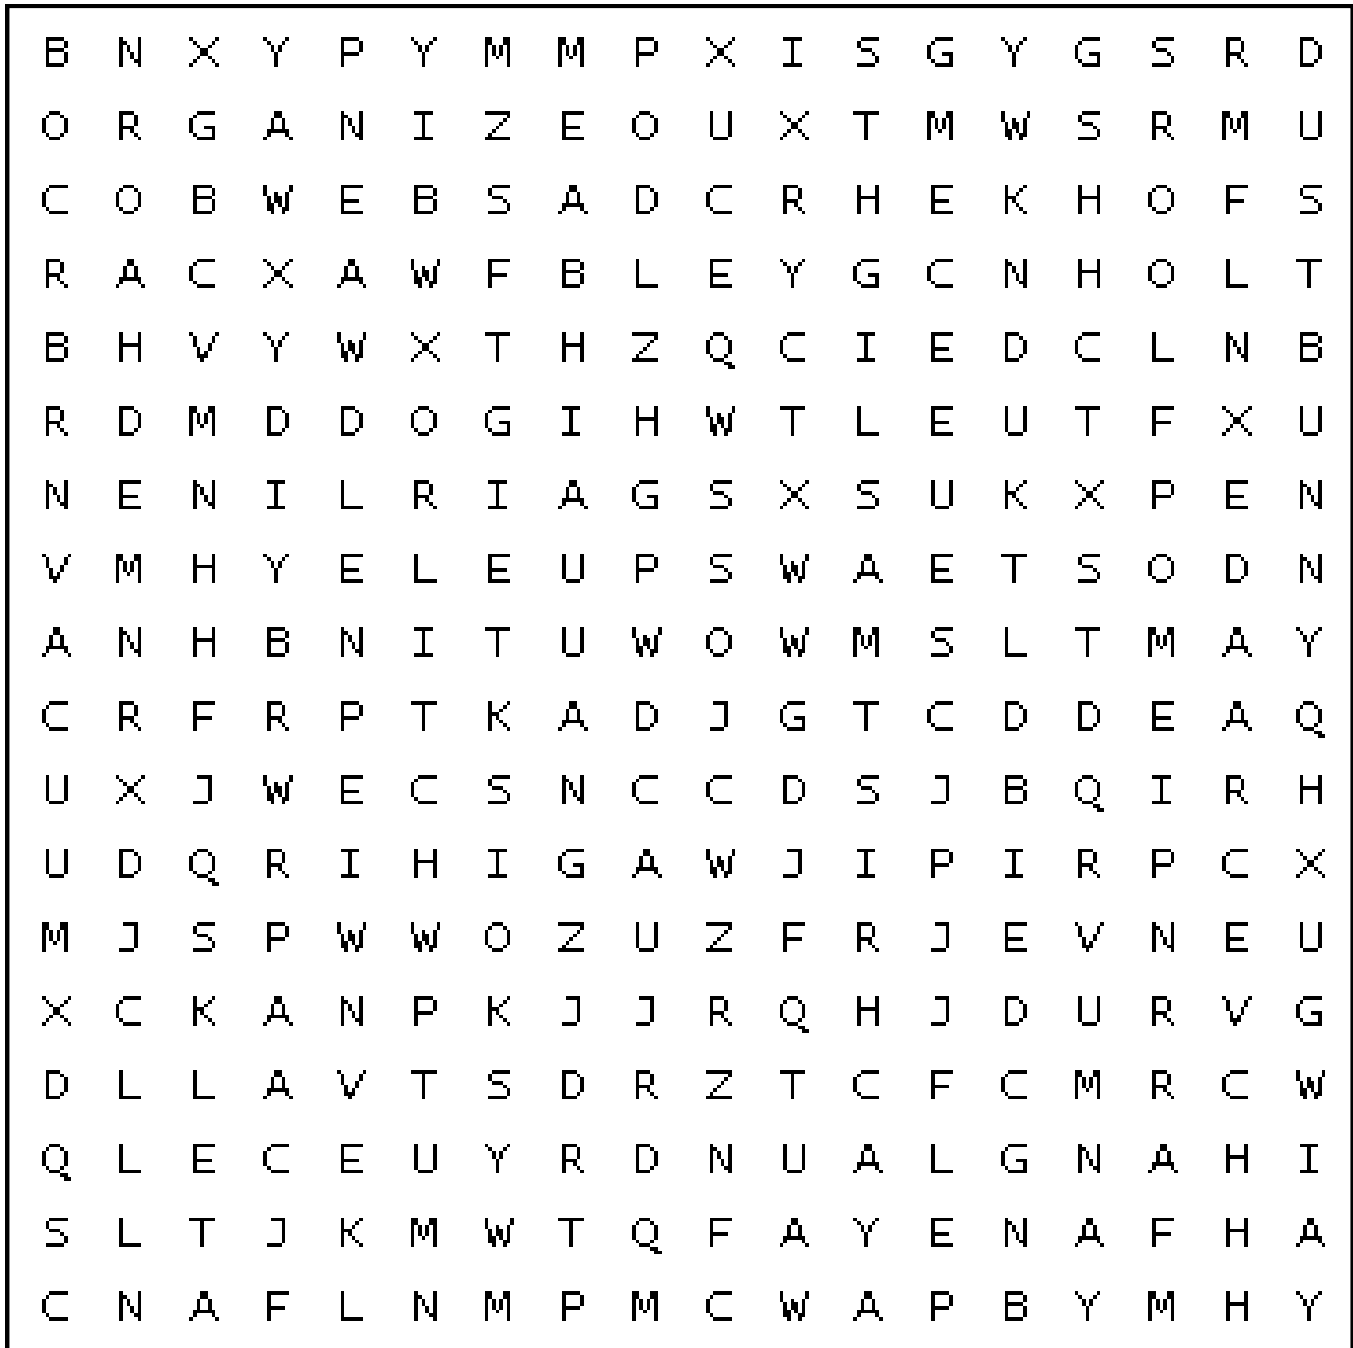 B N X Y P Y M M P X I S G Y G S R D
O R G A N I Z E O U X T M W S R M U
C O B W E B S A D C R H E K H O F S
R A C X A W F B L E Y G C N H O L T
B H V Y W X T H Z Q C I E D C L N B
R D M D D O G I H W T L E U T F X U
N E N I L R I A G S X S U K X P E N
V M H Y E L E U P S W A E T S O D N
A N H B N I T U W O W M S L T M A Y
C R F R P T K A D J G T C D D E A Q
U X J W E C S N C C D S J B Q I R H
U D Q R I H I G A W J I P I R P C X
M J S P W W O Z U Z F R J E V N E U
X C K A N P K J J R Q H J D U R V G
D L L A V T S D R Z T C F C M R C W
Q L E C E U Y R D N U A L G N A H I
S L T J K M W T Q F A Y E N A F H A
C N A F L N M P M C W A P B Y M H Y